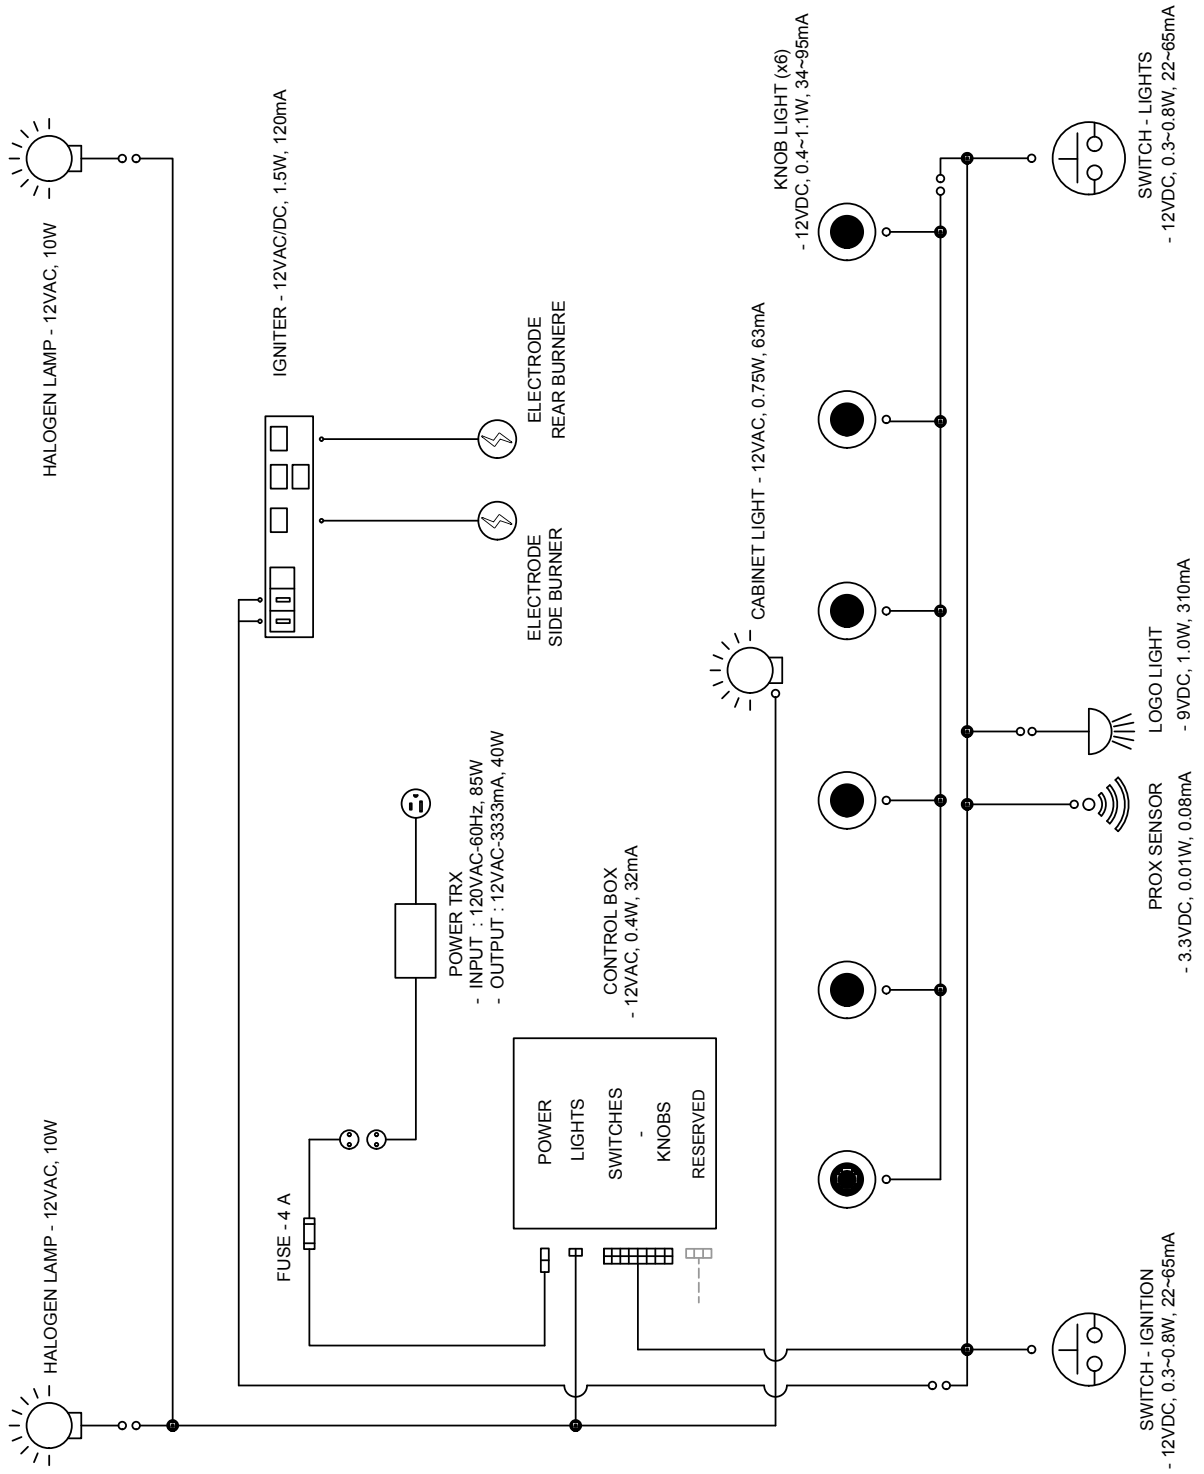 HALOGEN LAMP - 12VAC, 10W
HALOGEN LAMP - 12VAC, 10W
IGNITER - 12VAC/DC, 1.5W, 120mA
FUSE - 4 A
POWER TRX
- INPUT : 120VAC-60Hz, 85W
- OUTPUT : 12VAC-3333mA, 40W
ELECTRODE
SIDE BURNER
ELECTRODE
REAR BURNERE
CONTROL BOX
- 12VAC, 0.4W, 32mA
POWER
LIGHTS
SWITCHES
-
KNOBS
RESERVED
CABINET LIGHT - 12VAC, 0.75W, 63mA
KNOB LIGHT (x6)
- 12VDC, 0.4~1.1W, 34~95mA
SWITCH - IGNITION
- 12VDC, 0.3~0.8W, 22~65mA
PROX SENSOR
- 3.3VDC, 0.01W, 0.08mA
LOGO LIGHT
- 9VDC, 1.0W, 310mA
SWITCH - LIGHTS
- 12VDC, 0.3~0.8W, 22~65mA